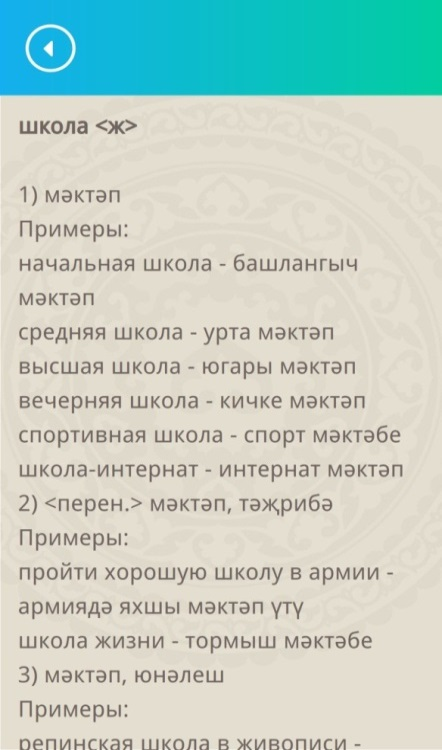 школа <ж>
1) мәктәп
Примеры:
начальная школа - башлангыч
мәктәп
средняя школа - урта мәктәп
высшая школа - югары мәктәп
вечерняя школа - кичке мәктәп
спортивная школа - спорт мәктәбе
школа-интернат - интернат мәктәп
2) <перен.> мәктәп, тәҗрибә
Примеры:
пройти хорошую школу в армии -
армиядә яхшы мәктәп үтү
школа жизни - тормыш мәктәбе
3) мәктәп, юнәлеш
Примеры:
репинская школа в живописи -